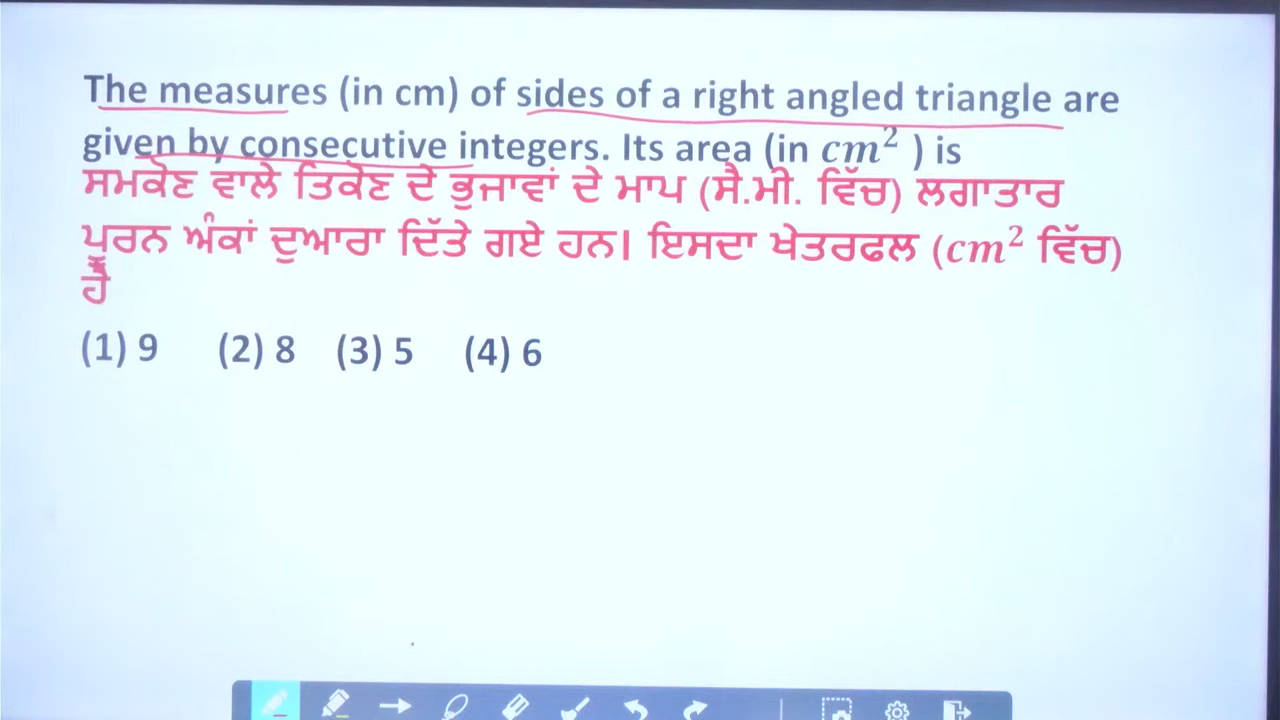 The measures (in cm) of sides of a right angled triangle are
given by consecutive integers. Its area (in cm² ) is
ਸਮਕੋਣ ਵਾਲੇ ਤਿਕੋਣ ਦੇ ਭੁਜਾਵਾਂ ਦੇ ਮਾਪ (ਸੈ.ਮੀ. ਵਿੱਚ) ਲਗਾਤਾਰ
ਪੂਰਨ ਅੰਕਾਂ ਦੁਆਰਾ ਦਿੱਤੇ ਗਏ ਹਨ। ਇਸਦਾ ਖੇਤਰਫਲ (cm² ਵਿੱਚ)
ਹੈ
(1) 9 (2) 8 (3) 5 (4) 6